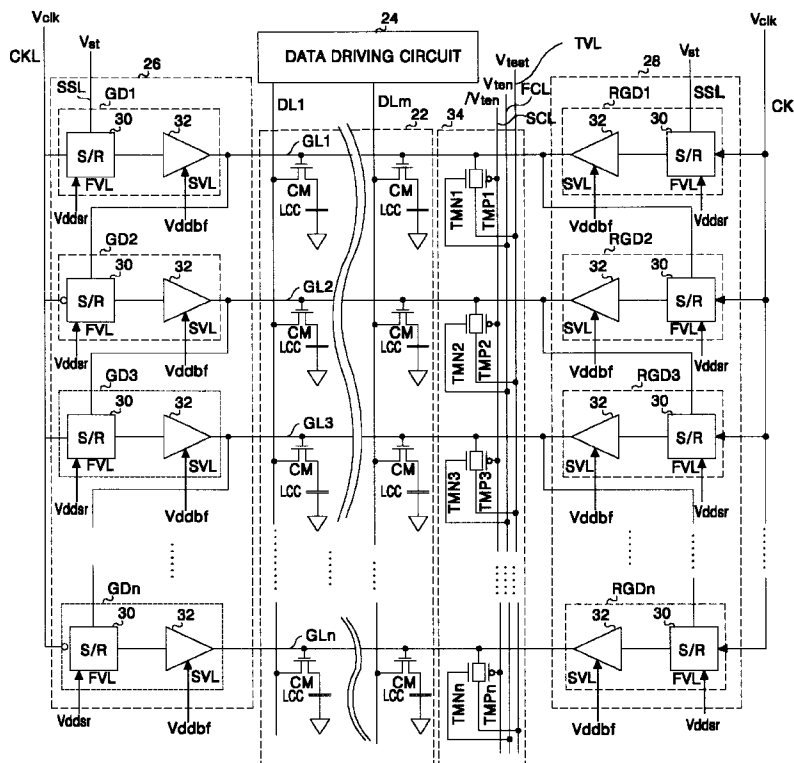 Vclk
CKL
Vst
24
DATA DRIVING CIRCUIT
Vtest
TVL
Vten
FCL
/Vten
SCL
Vst
Vclk
CK
26
SSL
GD1
30
32
S/R
FVL
SVL
Vddsr
Vddbf
DL1
DLm
22
34
GL1
CM
LCC
CM
LCC
TMN1
TMP1
28
RGD1
SSL
32
30
S/R
SVL
FVL
Vddbf
Vddsr
GD2
30
32
S/R
FVL
SVL
Vddsr
Vddbf
GL2
CM
LCC
CM
LCC
TMN2
TMP2
RGD2
32
30
S/R
SVL
FVL
Vddbf
Vddsr
GD3
30
32
S/R
FVL
SVL
Vddsr
Vddbf
GL3
CM
LCC
CM
LCC
TMN3
TMP3
RGD3
32
30
S/R
SVL
FVL
Vddbf
Vddsr
GDn
30
32
S/R
FVL
SVL
Vddsr
Vddbf
GLn
CM
LCC
CM
LCC
TMNn
TMPn
RGDn
32
30
S/R
SVL
FVL
Vddbf
Vddsr